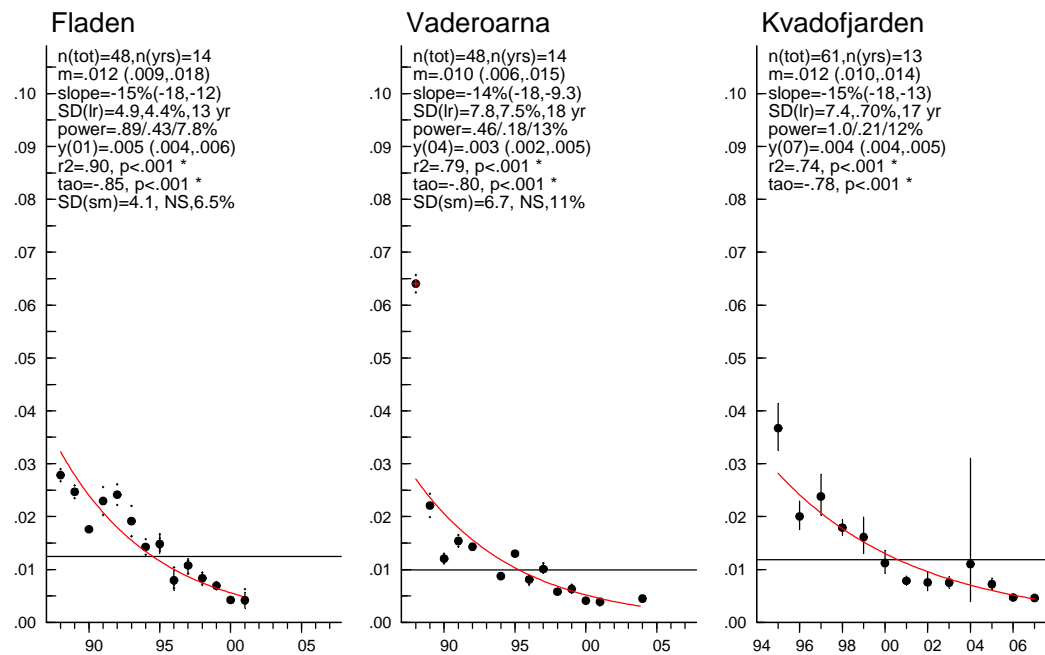 Fladen
n(tot)=48,n(yrs)=14
m=.012 (.009,.018)
slope=-15%(-18,-12)
SD(lr)=4.9,4.4%,13 yr
power=.89/.43/7.8%
y(01)=.005 (.004,.006)
r2=.90, p<.001 *
tao=-.85, p<.001 *
SD(sm)=4.1, NS,6.5%
.10
.09
.08
.07
.06
.05
.04
.03
.02
.01
.00
90 95 00 05
Vaderoarna
n(tot)=48,n(yrs)=14
m=.010 (.006,.015)
slope=-14%(-18,-9.3)
SD(lr)=7.8,7.5%,18 yr
power=.46/.18/13%
y(04)=.003 (.002,.005)
r2=.79, p<.001 *
tao=-.80, p<.001 *
SD(sm)=6.7, NS,11%
.10
.09
.08
.07
.06
.05
.04
.03
.02
.01
.00
90 95 00 05
Kvadofjarden
n(tot)=61,n(yrs)=13
m=.012 (.010,.014)
slope=-15%(-18,-13)
SD(lr)=7.4,.70%,17 yr
power=1.0/.21/12%
y(07)=.004 (.004,.005)
r2=.74, p<.001 *
tao=-.78, p<.001 *
.10
.09
.08
.07
.06
.05
.04
.03
.02
.01
.00
94 96 98 00 02 04 06